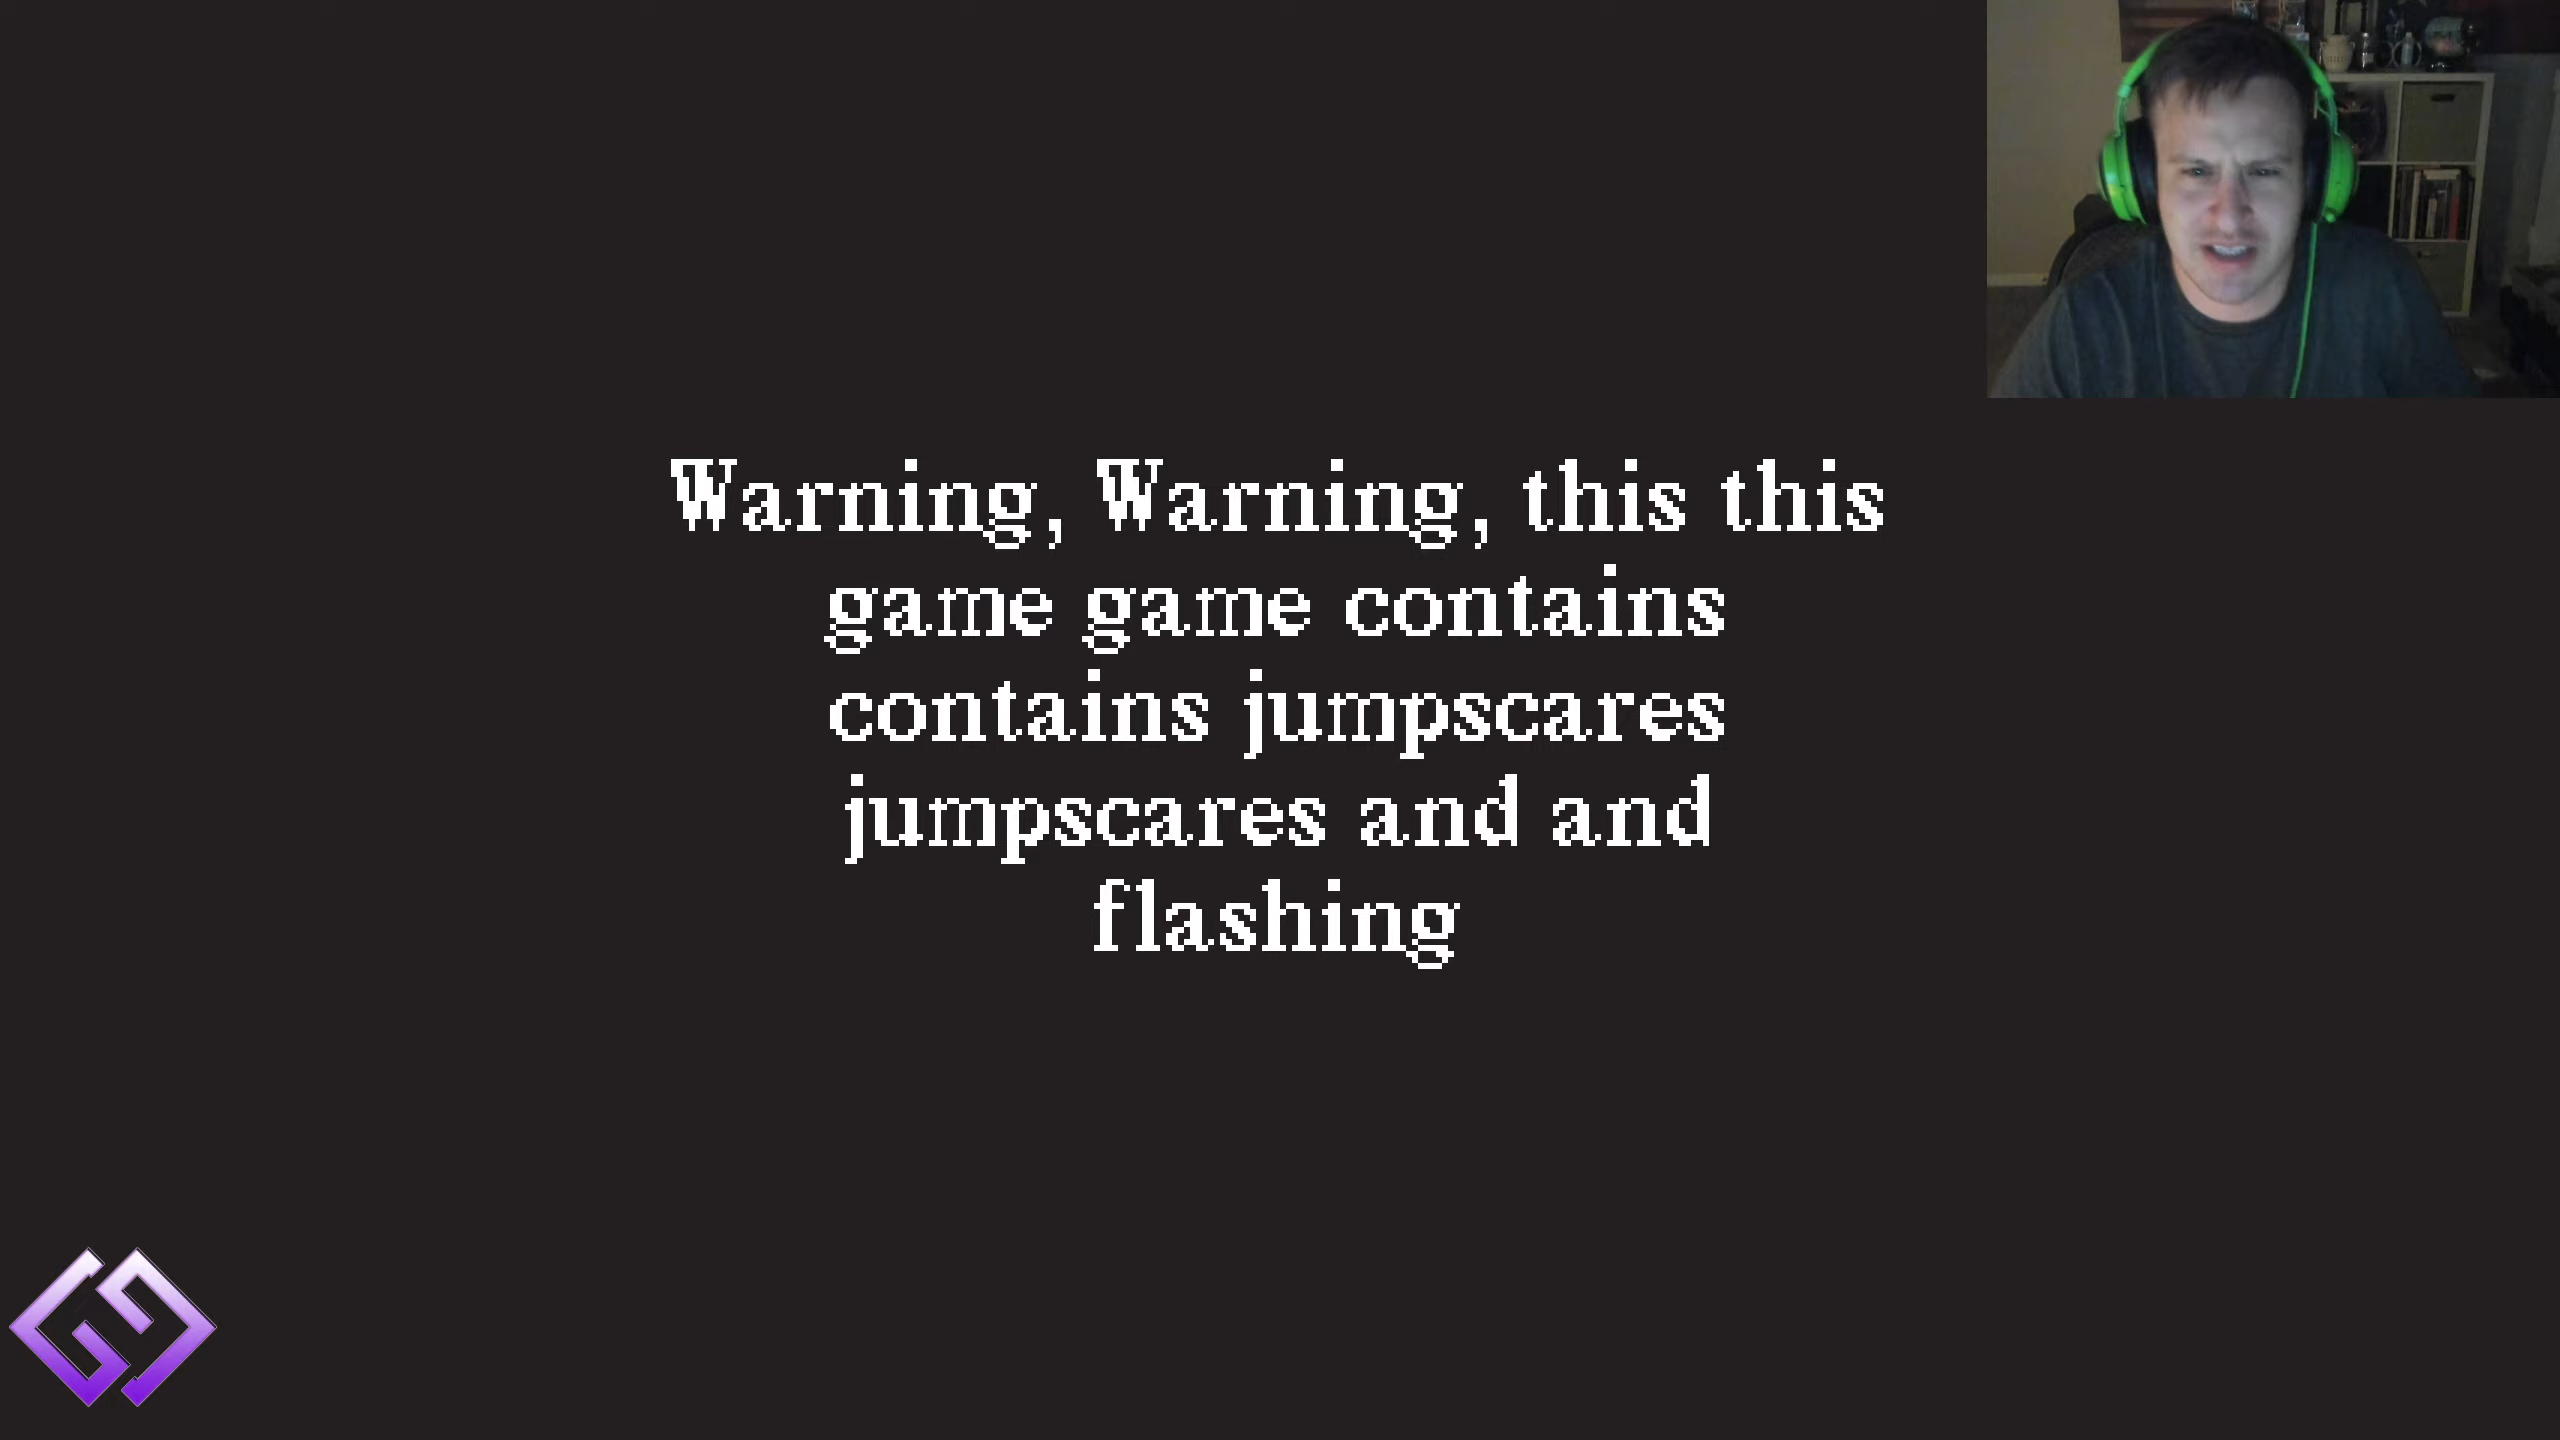 Warning, Warning, this this
game game contains
contains jumpscares
jumpscares and and
flashing